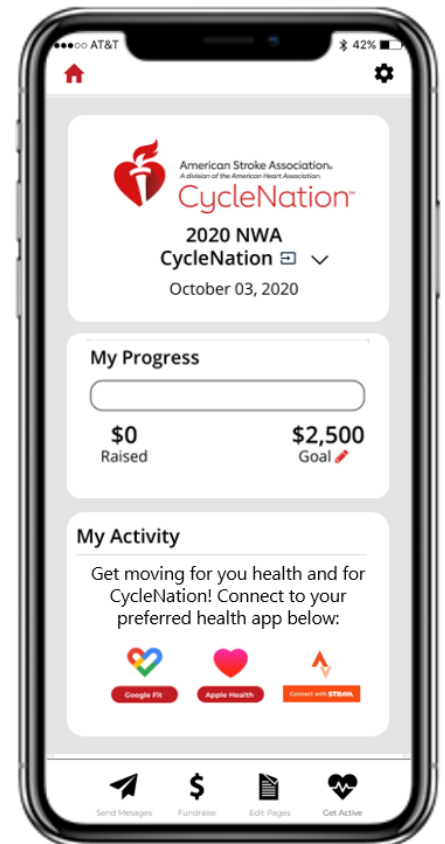 ●●●○○ AT&T 42%
American Stroke Association®
A division of the American Heart Association.
CycleNation™
2020 NWA
CycleNation
October 03, 2020
My Progress
$0 $2,500
Raised Goal
My Activity
Get moving for you health and for
CycleNation! Connect to your
preferred health app below:
Google Fit Apple Health Connect with STRAVA
Send Mesages Fundraise Edit Pages Get Active